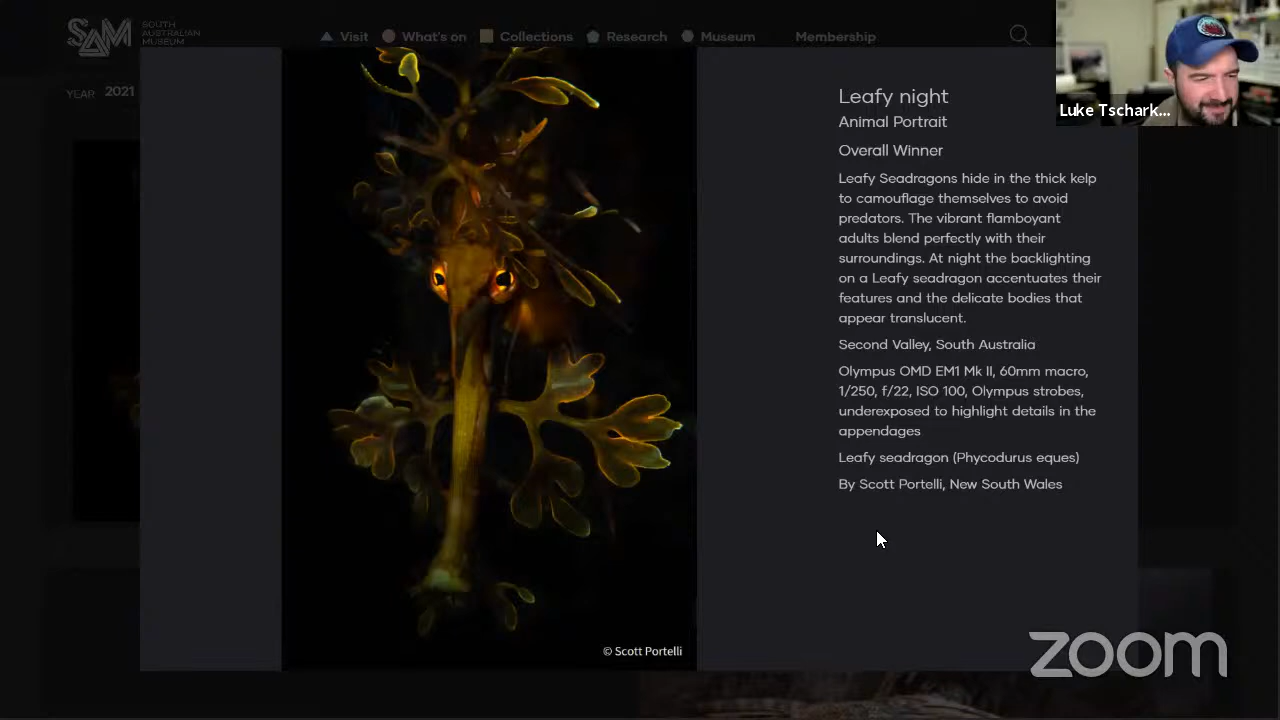 SAM
SOUTH
AUSTRALIAN
MUSEUM
Visit What's on Collections Research Museum Membership
YEAR 2021
Luke Tschark...
Leafy night
Animal Portrait
Overall Winner
Leafy Seadragons hide in the thick kelp
to camouflage themselves to avoid
predators. The vibrant flamboyant
adults blend perfectly with their
surroundings. At night the backlighting
on a Leafy seadragon accentuates their
features and the delicate bodies that
appear translucent.
Second Valley, South Australia
Olympus OMD EM1 Mk II, 60mm macro,
1/250, f/22, ISO 100, Olympus strobes,
underexposed to highlight details in the
appendages
Leafy seadragon (Phycodurus eques)
By Scott Portelli, New South Wales
© Scott Portelli
zoom